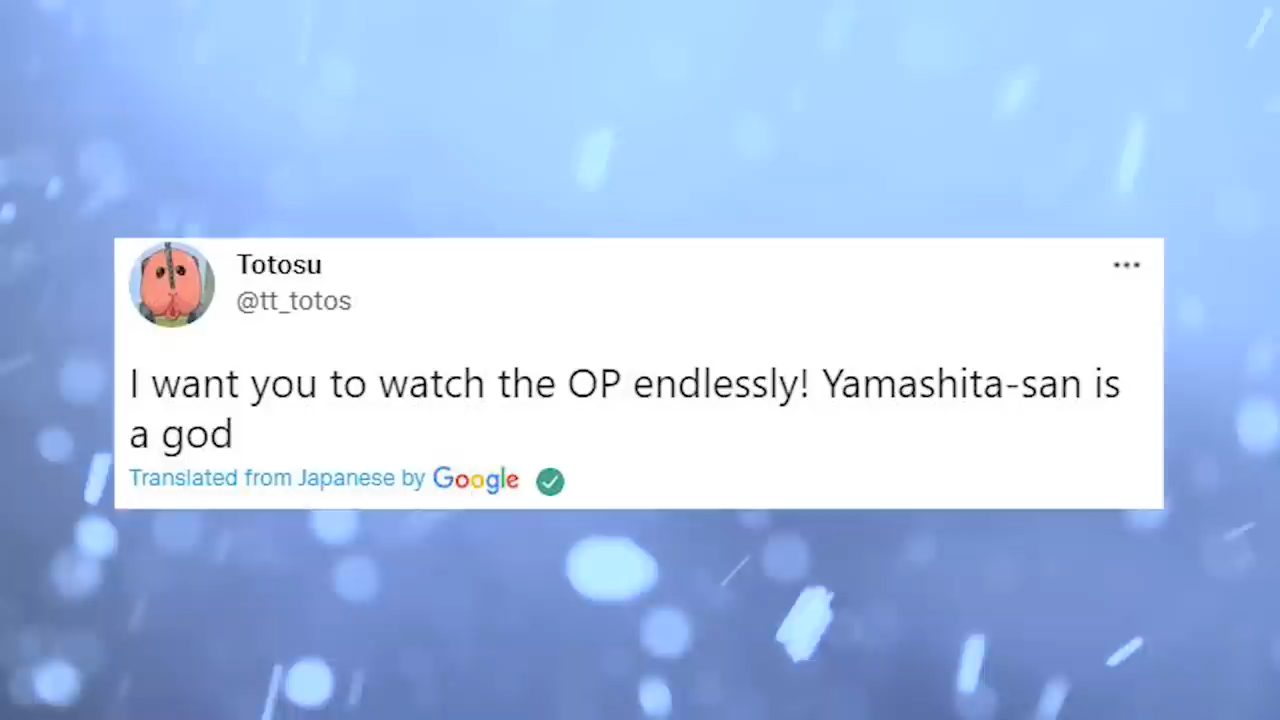 Totosu
@tt_totos
I want you to watch the OP endlessly! Yamashita-san is
a god
Translated from Japanese by Google